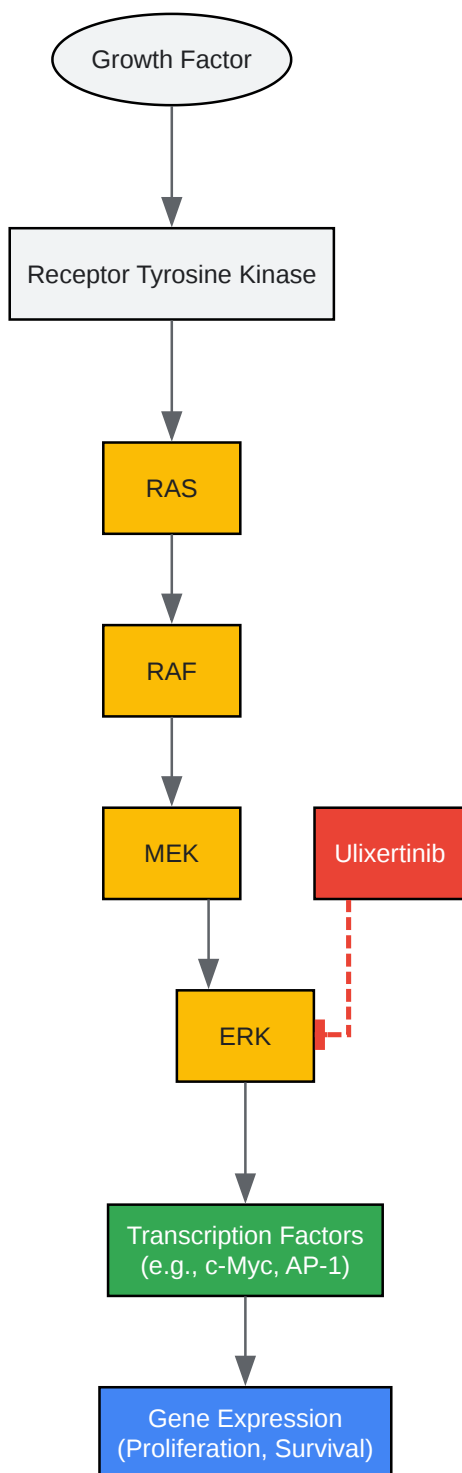 Growth Factor
Receptor Tyrosine Kinase
RAS
RAF
MEK
Ulixertinib
ERK
Transcription Factors
(e.g., c-Myc, AP-1)
Gene Expression
(Proliferation, Survival)